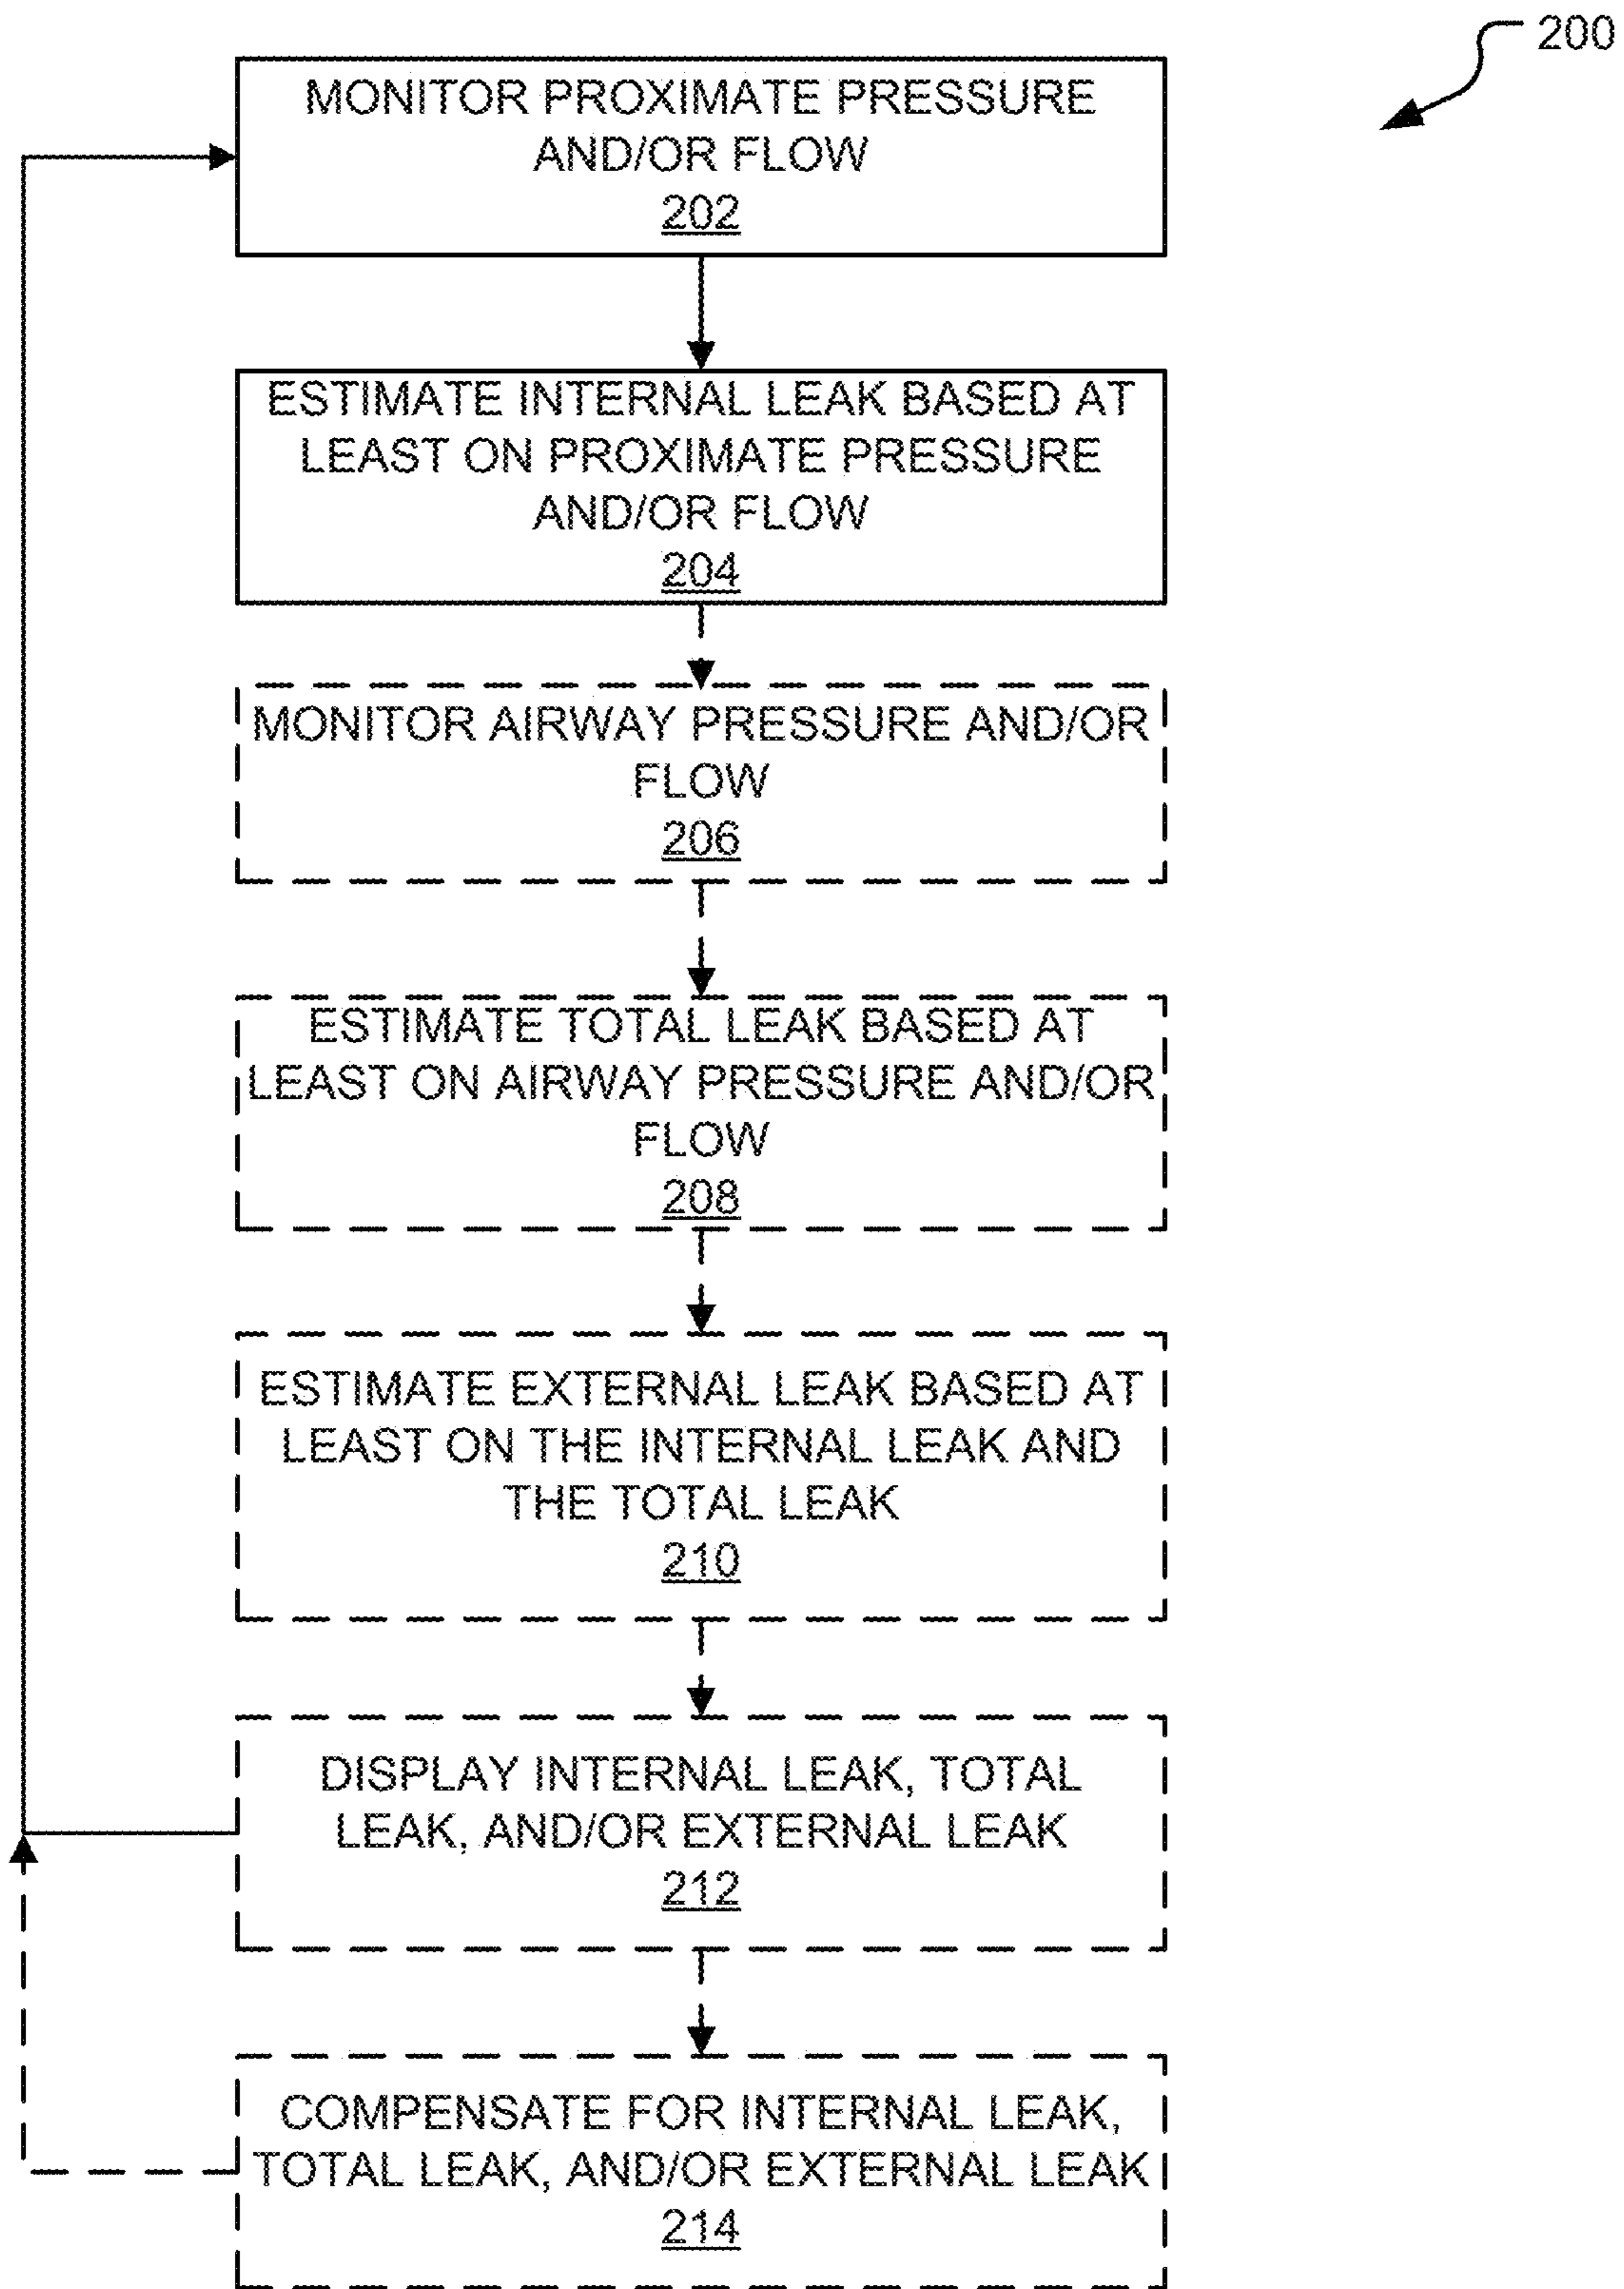 200
MONITOR PROXIMATE PRESSURE
AND/OR FLOW
202
ESTIMATE INTERNAL LEAK BASED AT
LEAST ON PROXIMATE PRESSURE
AND/OR FLOW
204
MONITOR AIRWAY PRESSURE AND/OR
FLOW
206
ESTIMATE TOTAL LEAK BASED AT
LEAST ON AIRWAY PRESSURE AND/OR
FLOW
208
ESTIMATE EXTERNAL LEAK BASED AT
LEAST ON THE INTERNAL LEAK AND
THE TOTAL LEAK
210
DISPLAY INTERNAL LEAK, TOTAL
LEAK, AND/OR EXTERNAL LEAK
212
COMPENSATE FOR INTERNAL LEAK,
TOTAL LEAK, AND/OR EXTERNAL LEAK
214